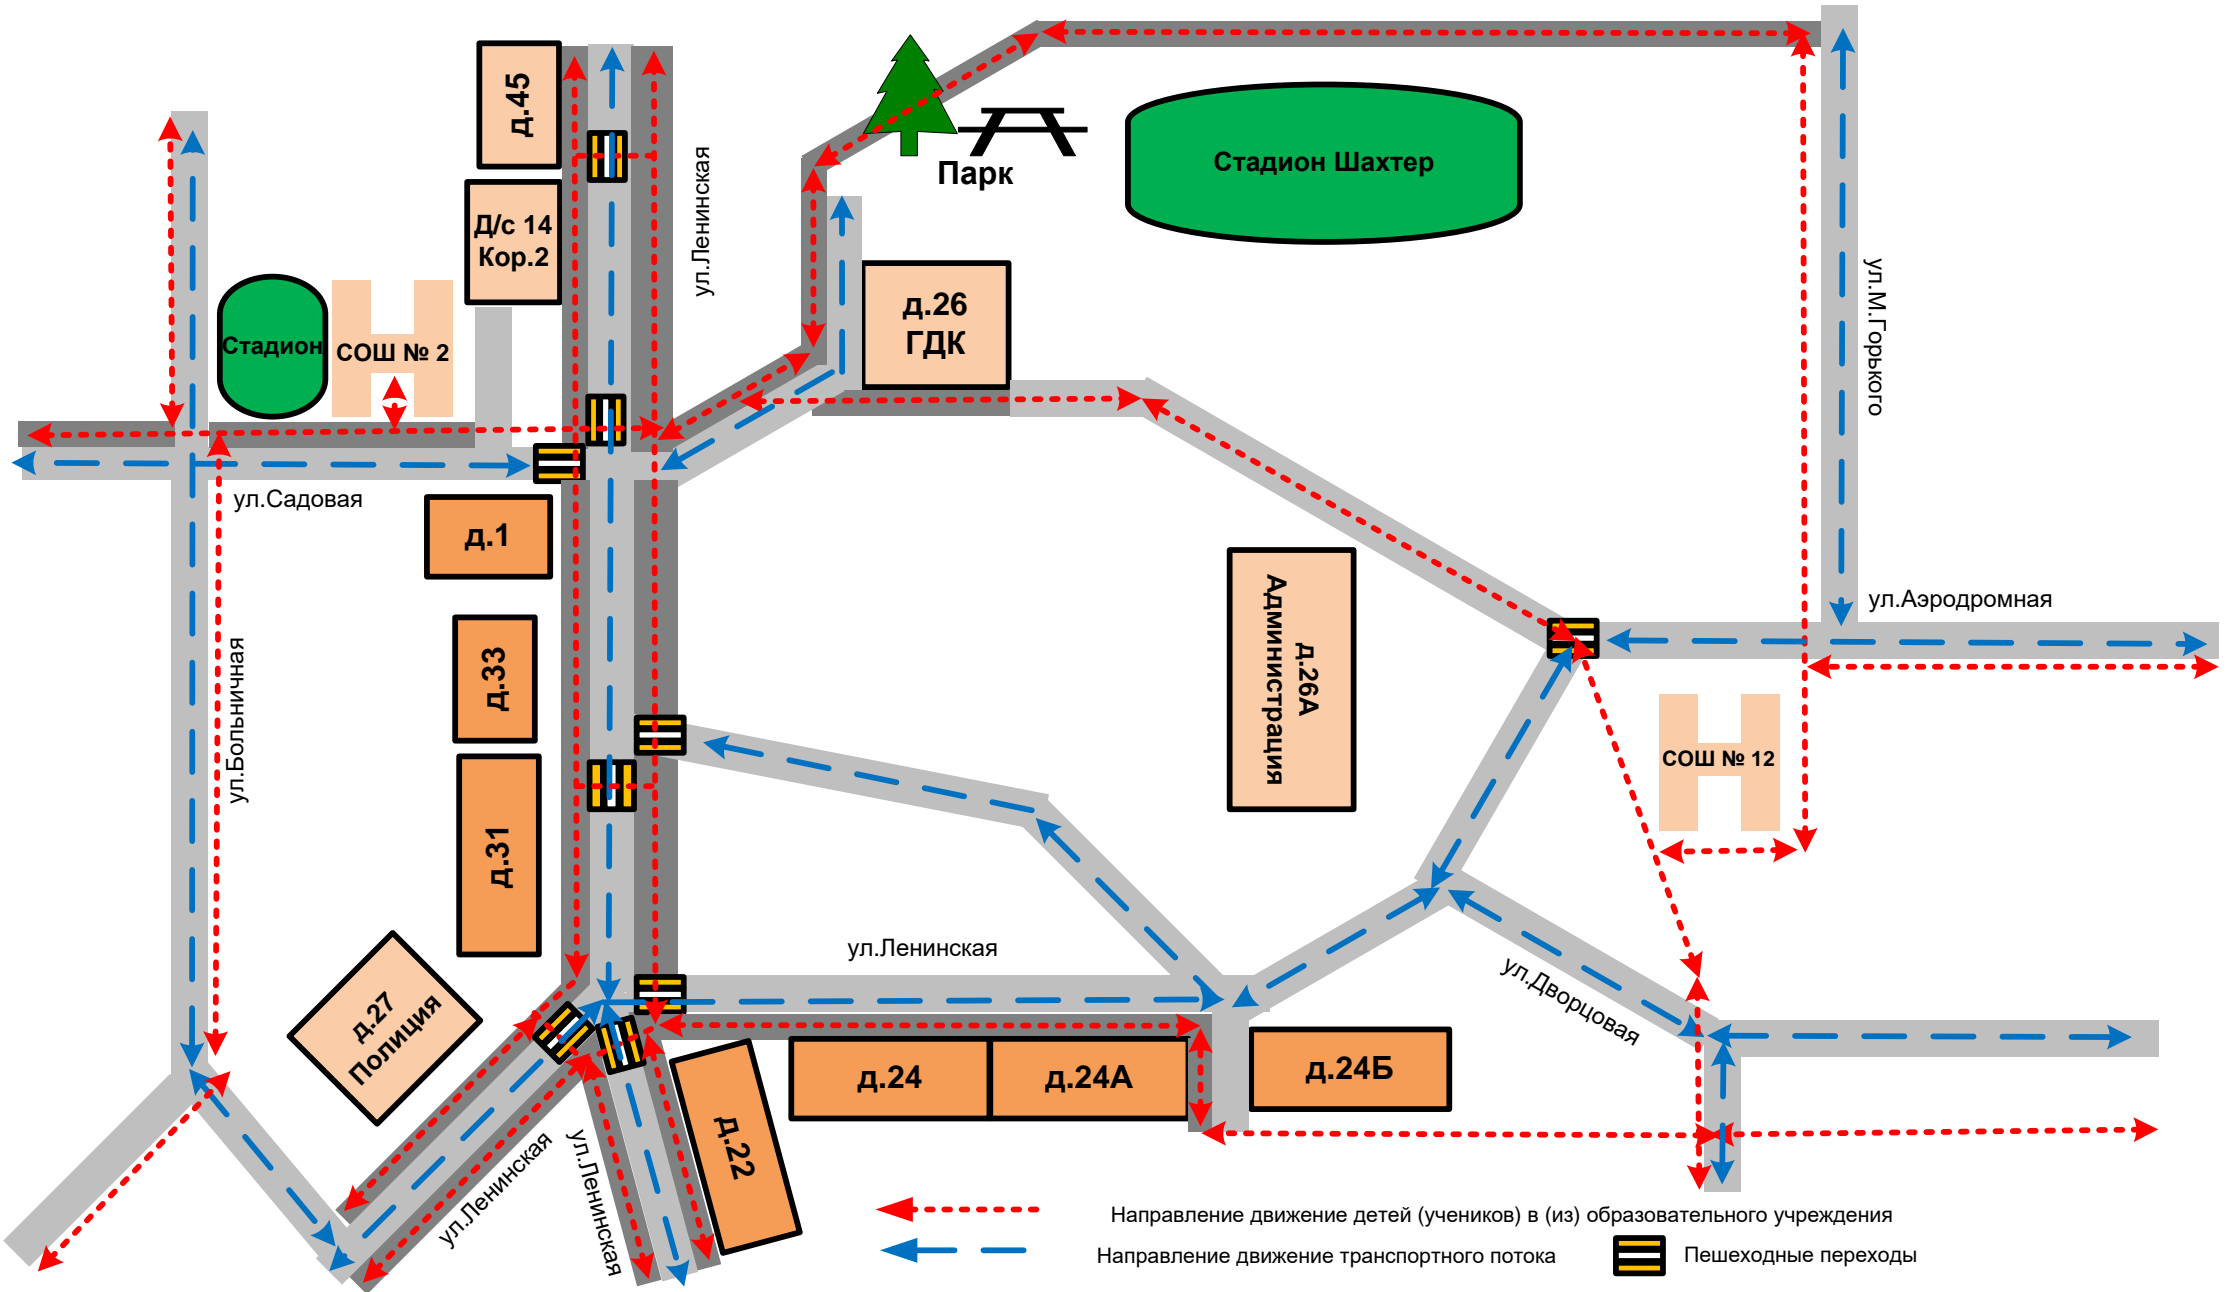 д.45
Д/с 14
Кор.2
ул.Ленинская
Парк
Стадион Шахтер
д.26
ГДК
Стадион
СОШ № 2
ул.М.Горького
ул.Садовая
д.1
ул.Аэродромная
д.33
д.26А
Администрация
ул.Больничная
СОШ № 12
д.31
ул.Ленинская
ул.Дворцовая
д.27
Полиция
д.24
д.24А
д.24Б
д.22
ул.Ленинская
ул.Ленинская
Направление движение детей (учеников) в (из) образовательного учреждения
Направление движение транспортного потока
Пешеходные переходы